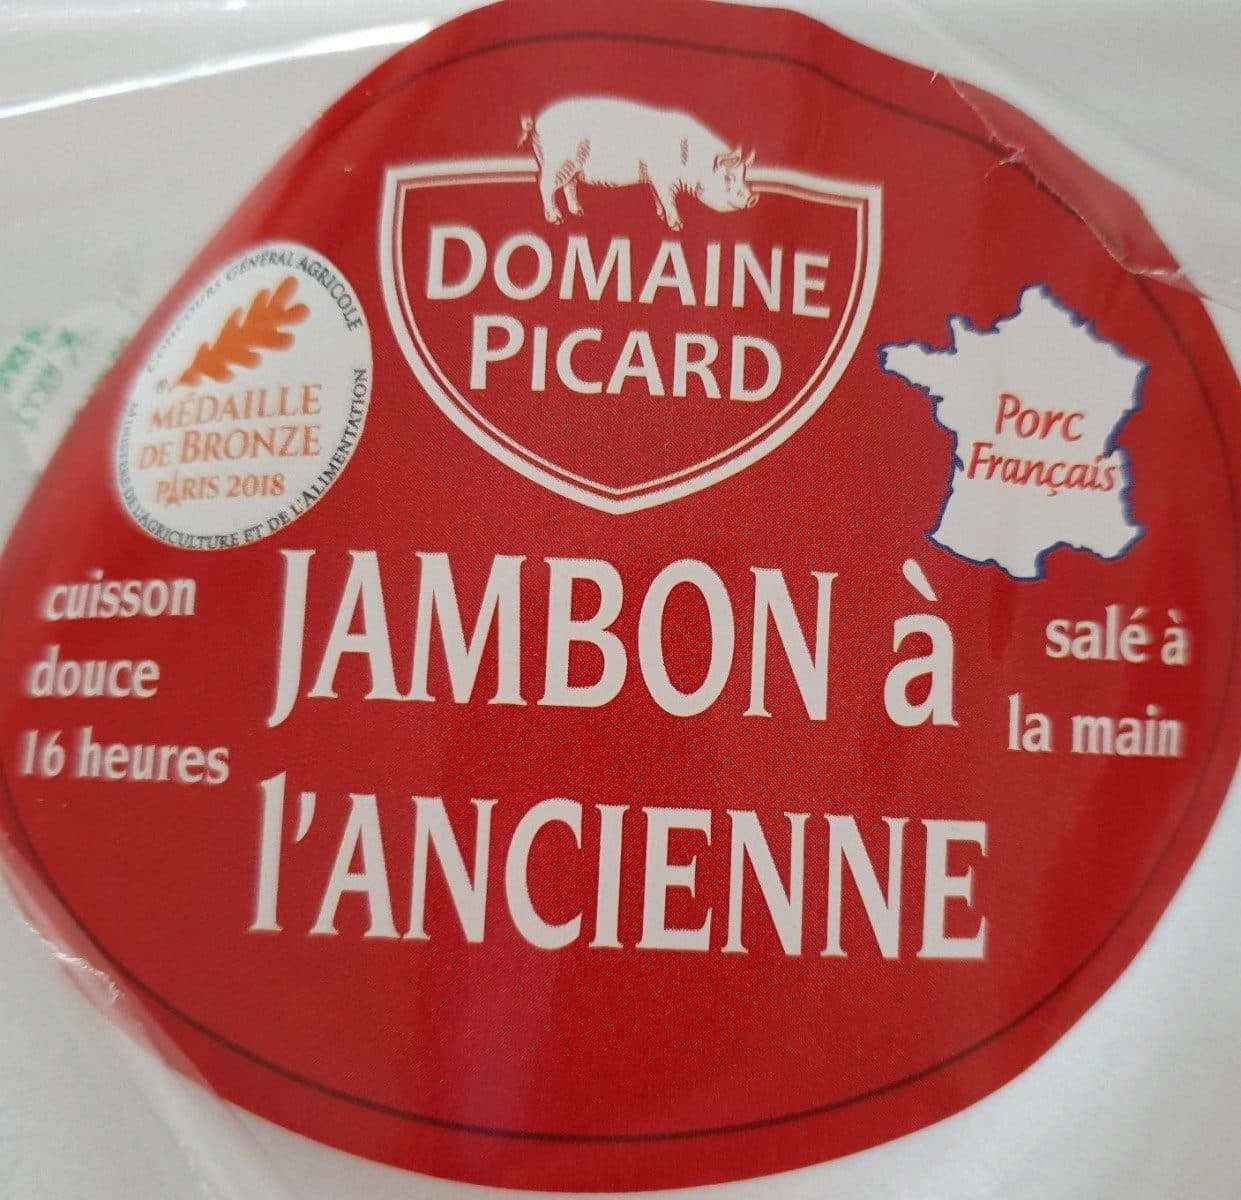 DOMAINE
PICARD
CONCOURS GÉNÉRAL AGRICOLE
MÉDAILLE
DE BRONZE
PARIS 2018
MINISTÈRE DE L'AGRICULTURE ET DE L'ALIMENTATION
Porc
Français
cuisson
douce
16 heures
JAMBON à
l'ANCIENNE
salé à
la main